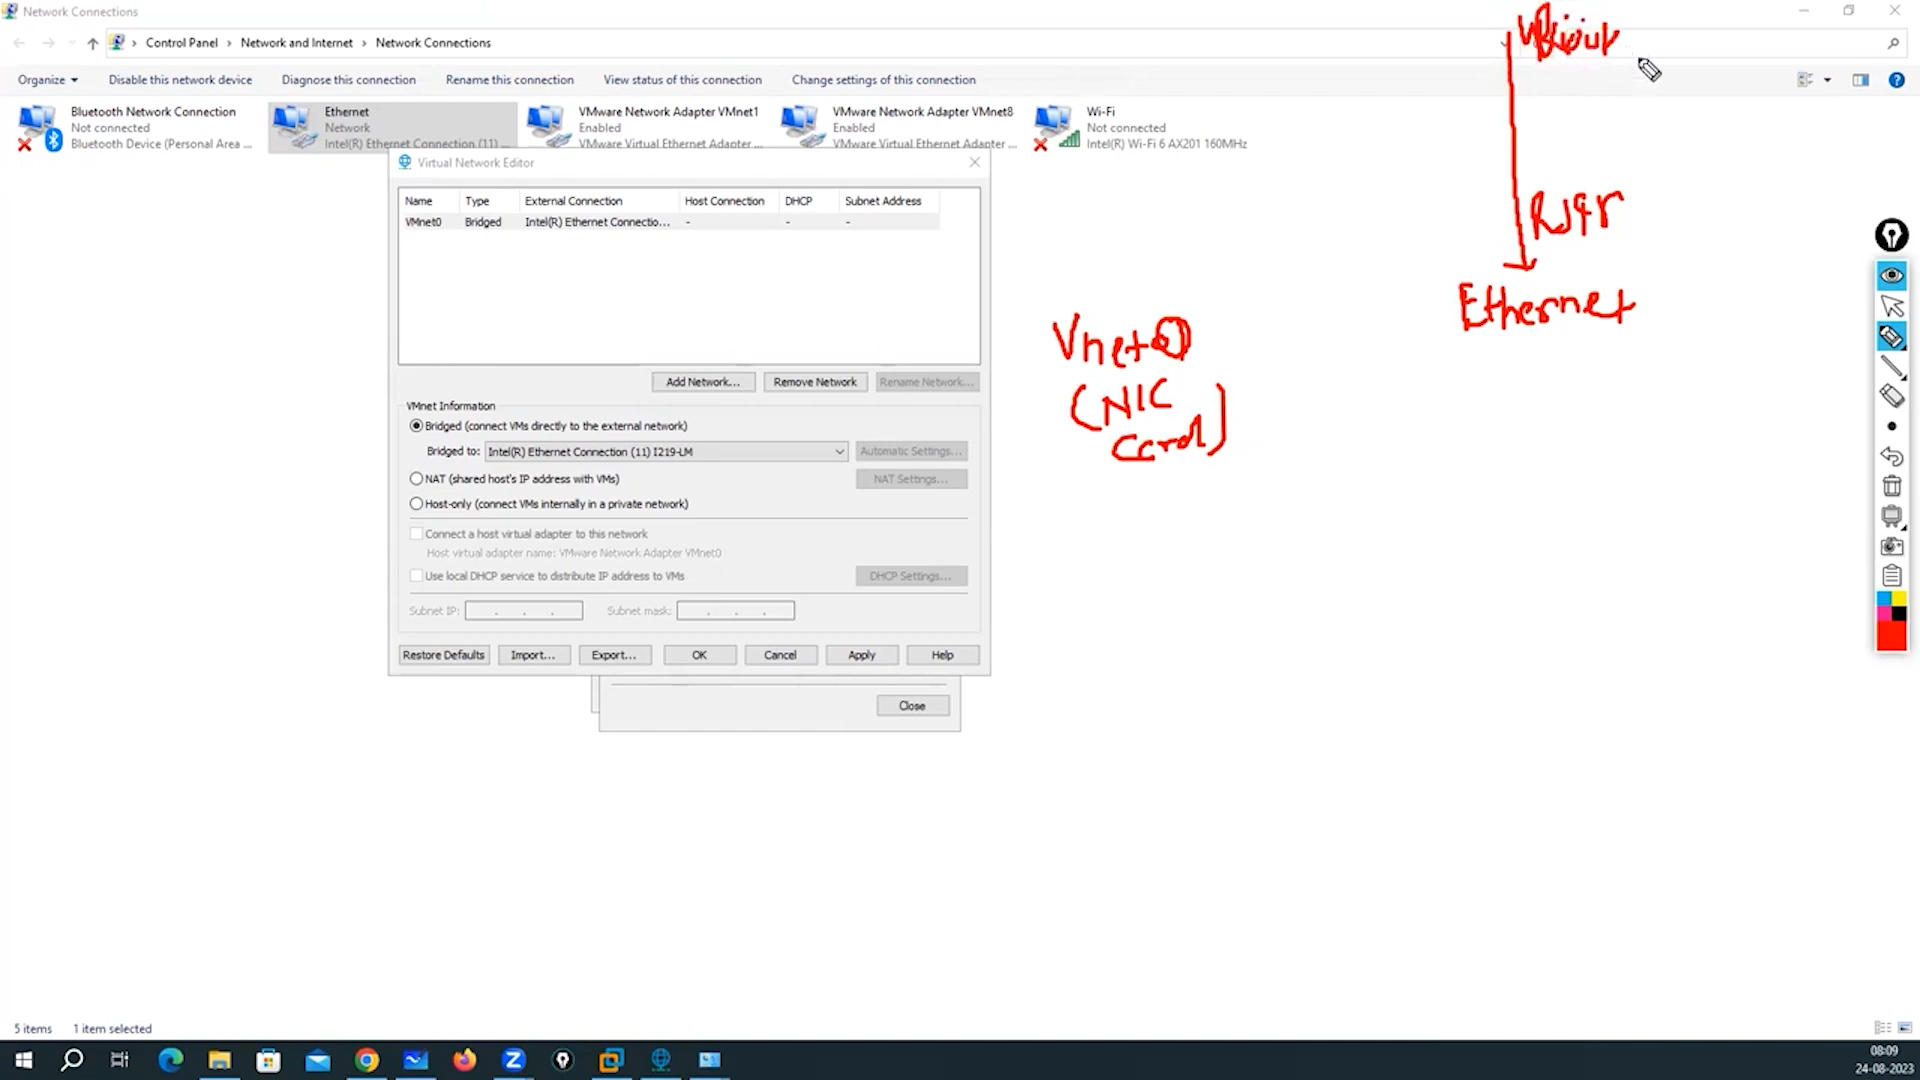 Network Connections
Control Panel > Network and Internet > Network Connections
Organize Disable this network device Diagnose this connection Rename this connection View status of this connection Change settings of this connection
Bluetooth Network Connection
Not connected
Bluetooth Device (Personal Area ...
Ethernet
Network
Intel(R) Ethernet Connection (11) ...
VMware Network Adapter VMnet1
Enabled
VMware Virtual Ethernet Adapter ...
VMware Network Adapter VMnet8
Enabled
VMware Virtual Ethernet Adapter ...
Wi-Fi
Not connected
Intel(R) Wi-Fi 6 AX201 160MHz
Virtual Network Editor
Name Type External Connection Host Connection DHCP Subnet Address
VMnet0 Bridged Intel(R) Ethernet Connectio... - - -
Add Network... Remove Network Rename Network...
VMnet Information
Bridged (connect VMs directly to the external network)
Bridged to: Intel(R) Ethernet Connection (11) I219-LM Automatic Settings...
NAT (shared host's IP address with VMs) NAT Settings...
Host-only (connect VMs internally in a private network)
Connect a host virtual adapter to this network
Host virtual adapter name: VMware Network Adapter VMnet0
Use local DHCP service to distribute IP address to VMs DHCP Settings...
Subnet IP: . . . Subnet mask: . . .
Restore Defaults Import... Export... OK Cancel Apply Help
Close
RJ45
Ethernet
Vnet0
(NIC
Card)
5 items 1 item selected
08:09
24-08-2023